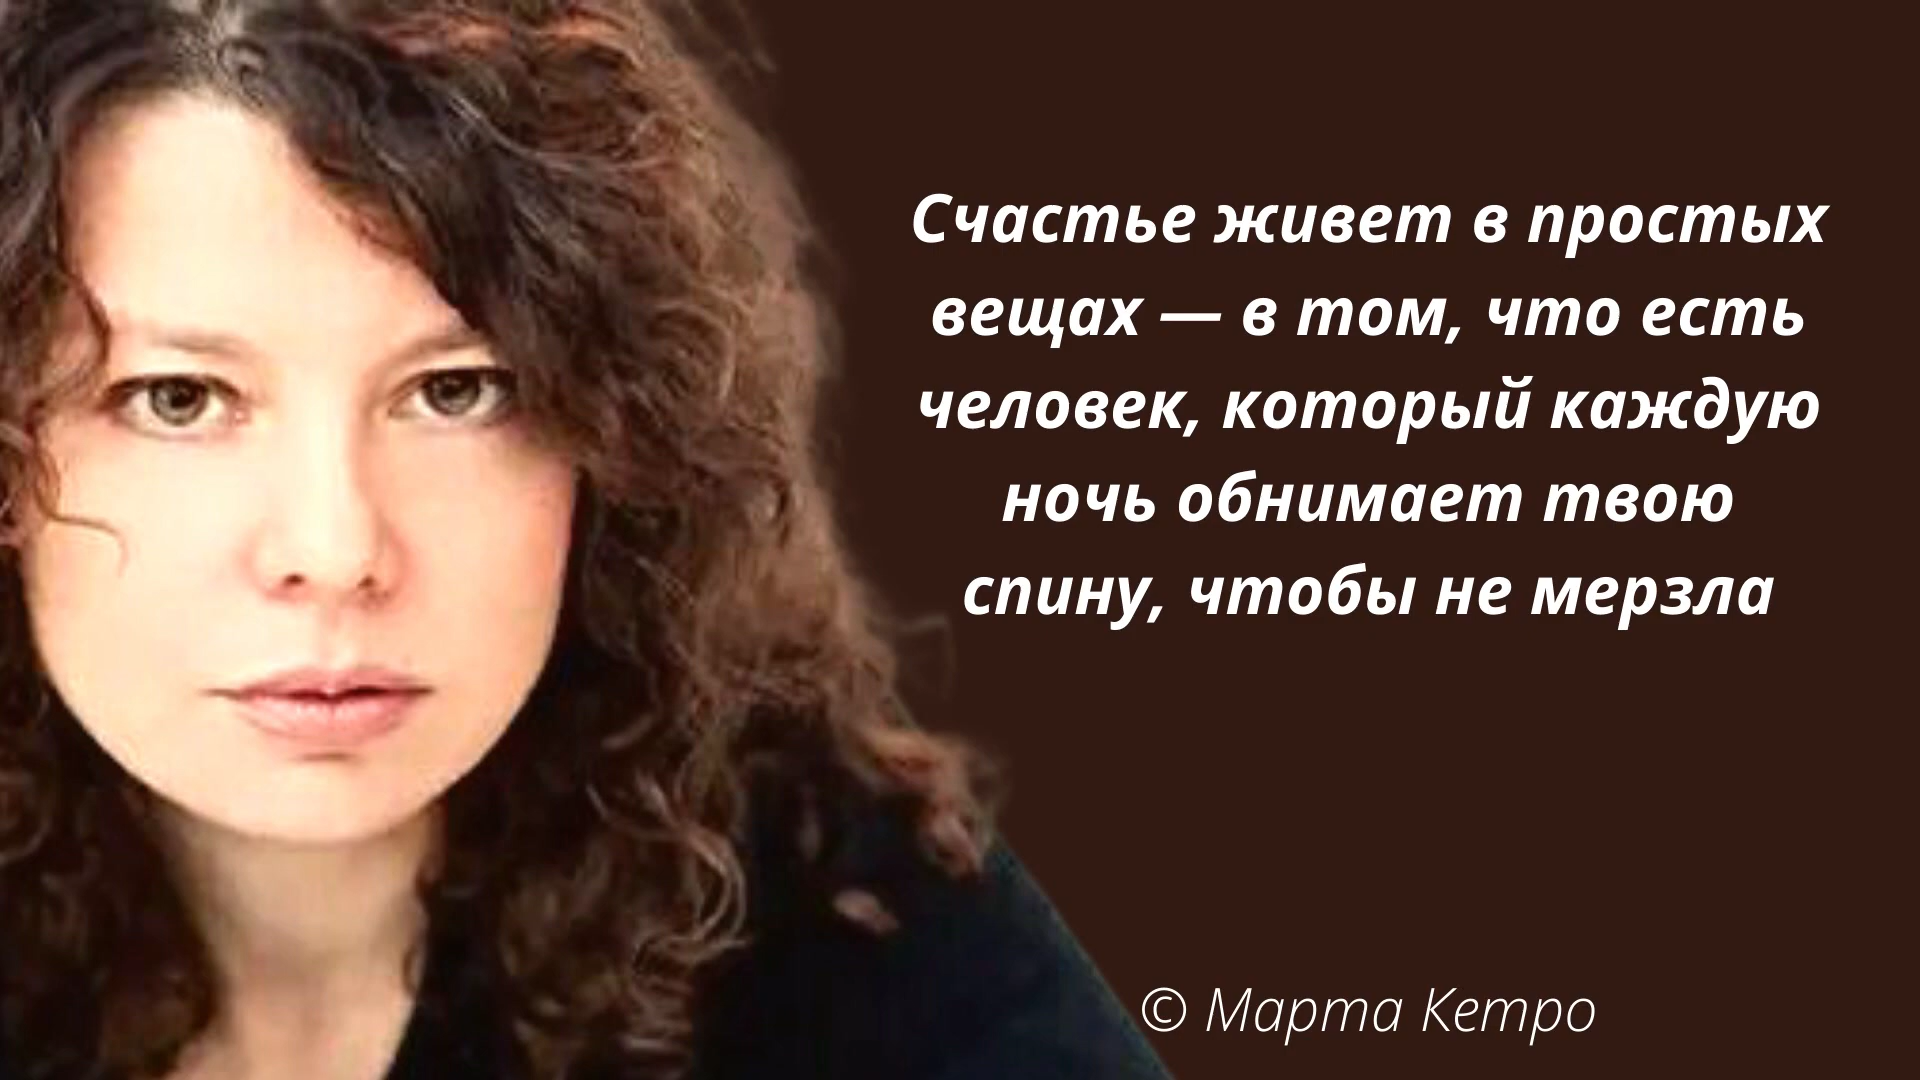 Счастье живет в простых
вещах — в том, что есть
человек, который каждую
ночь обнимает твою
спину, чтобы не мерзла
© Марта Кетро